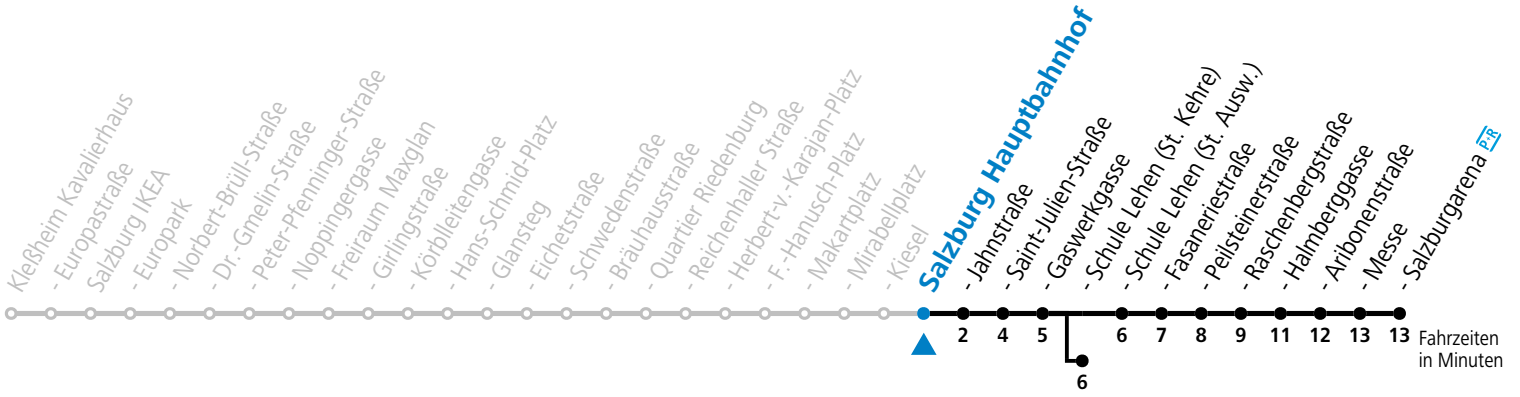 Kleßheim Kavallerhaus
- Europastraße
Salzburg IKEA
- Europark
- Norbert-Brüll-Straße
- Dr.-Gmelin-Straße
- Peter-Pfenninger-Straße
- Noppingergasse
- Freiraum Maxglan
- Girlingstraße
- Körblleitengasse
- Hans-Schmid-Platz
- Glansteg
- Eichetstraße
- Schwedenstraße
- Bräuhausstraße
- Quartier Riedenburg
- Reichenhaller Straße
- Herbert-v.-Karajan-Platz
- F.-Hanusch-Platz
- Makartplatz
- Mirabellplatz
- Kiesel
Salzburg Hauptbahnhof
- Jahnstraße
- Saint-Julien-Straße
- Gaswerkgasse
- Schule Lehen (St. Kehre)
- Schule Lehen (St. Ausw.)
- Fasaneriestraße
- Peilsteinerstraße
- Raschenbergstraße
- Halmberggasse
- Aribonenstraße
- Messe
- Salzburgarena P+R
2 4 5 6 7 8 9 11 12 13 13 Fahrzeiten
in Minuten
6